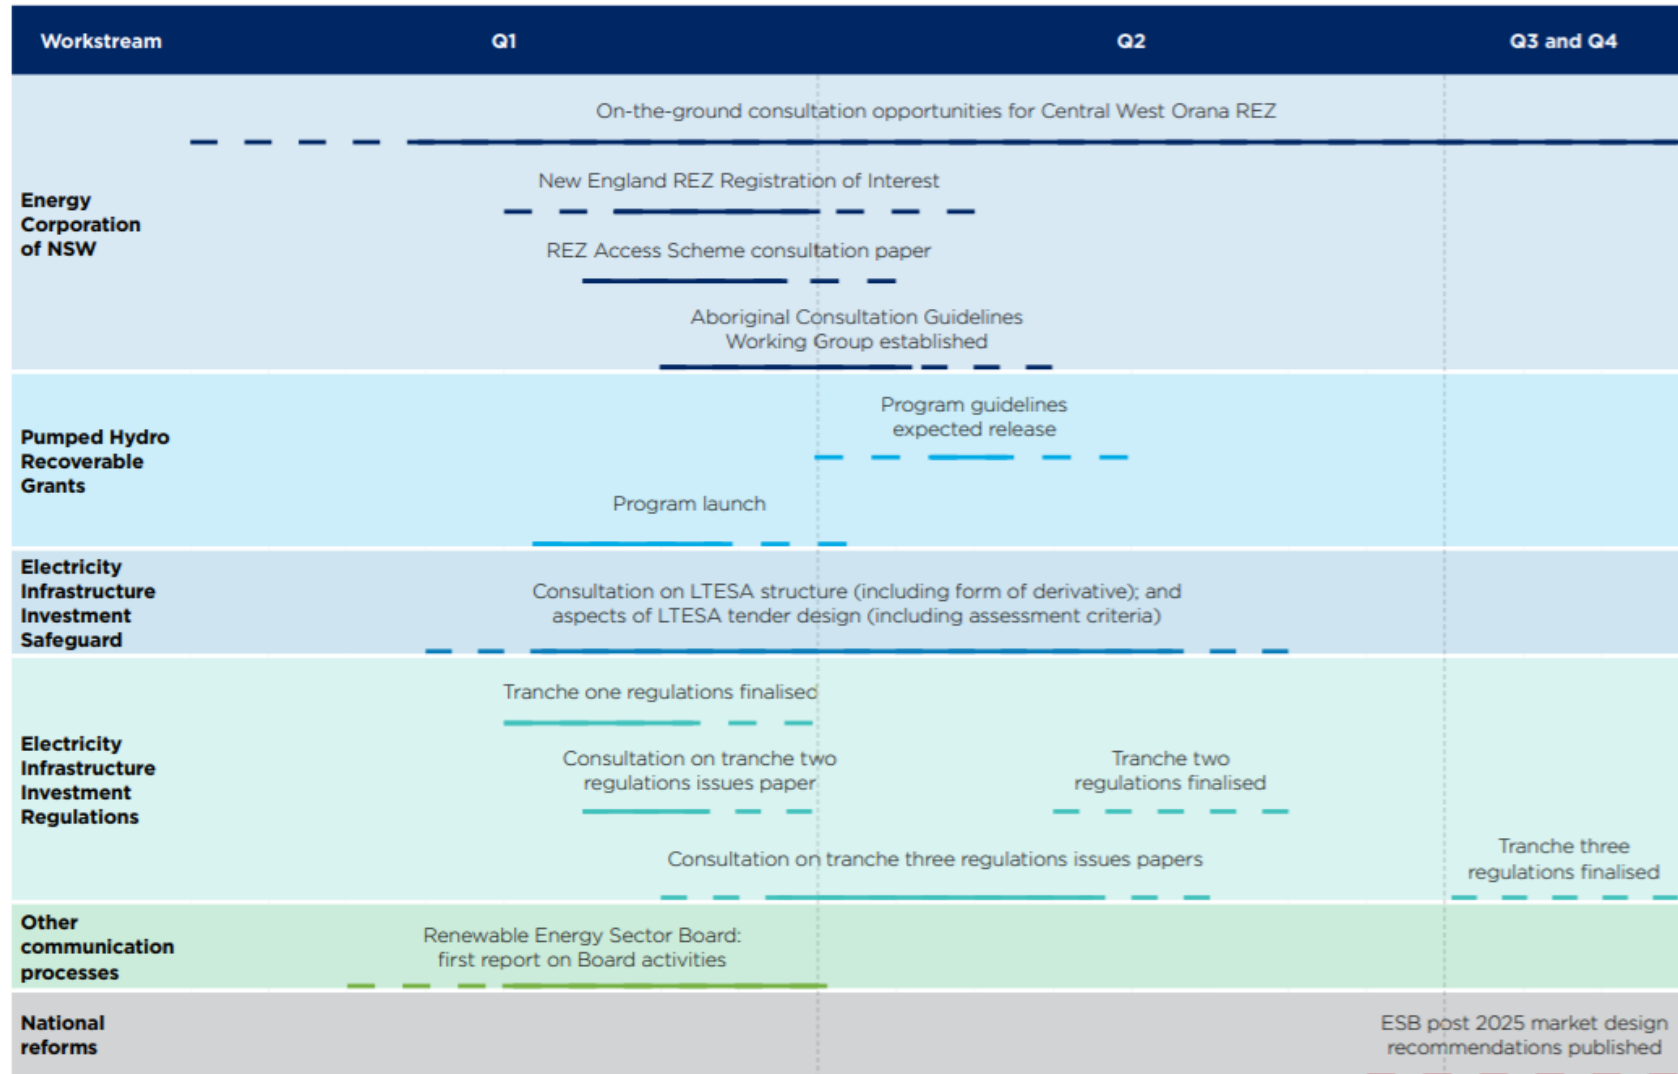 Workstream Q1 Q2 Q3 and Q4
On-the-ground consultation opportunities for Central West Orana REZ
Energy
Corporation
of NSW
New England REZ Registration of Interest
REZ Access Scheme consultation paper
Aboriginal Consultation Guidelines
Working Group established
Pumped Hydro
Recoverable
Grants
Program guidelines
expected release
Program launch
Electricity
Infrastructure
Investment
Safeguard
Consultation on LTESA structure (including form of derivative); and
aspects of LTESA tender design (including assessment criteria)
Electricity
Infrastructure
Investment
Regulations
Tranche one regulations finalised
Consultation on tranche two
regulations issues paper
Tranche two
regulations finalised
Consultation on tranche three regulations issues papers
Tranche three
regulations finalised
Other
communication
processes
Renewable Energy Sector Board:
first report on Board activities
National
reforms
ESB post 2025 market design
recommendations published